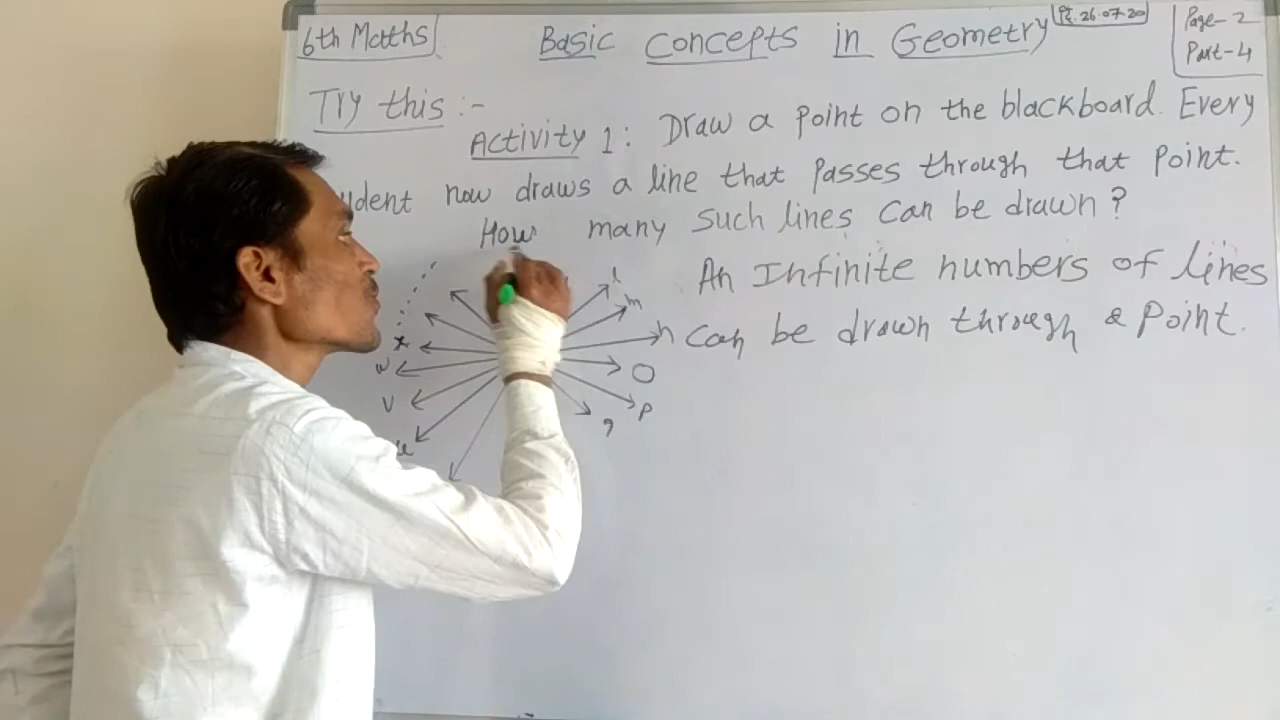 6th Maths
Basic Concepts in Geometry
26.07.20
Page-2
Part-4
Try this :-
Activity 1: Draw a point on the blackboard. Every
udent now draws a line that passes through that point.
How many such lines can be drawn?
An Infinite numbers of lines
can be drawn through a point.
l
m
n
O
p
q
x
w
v
u